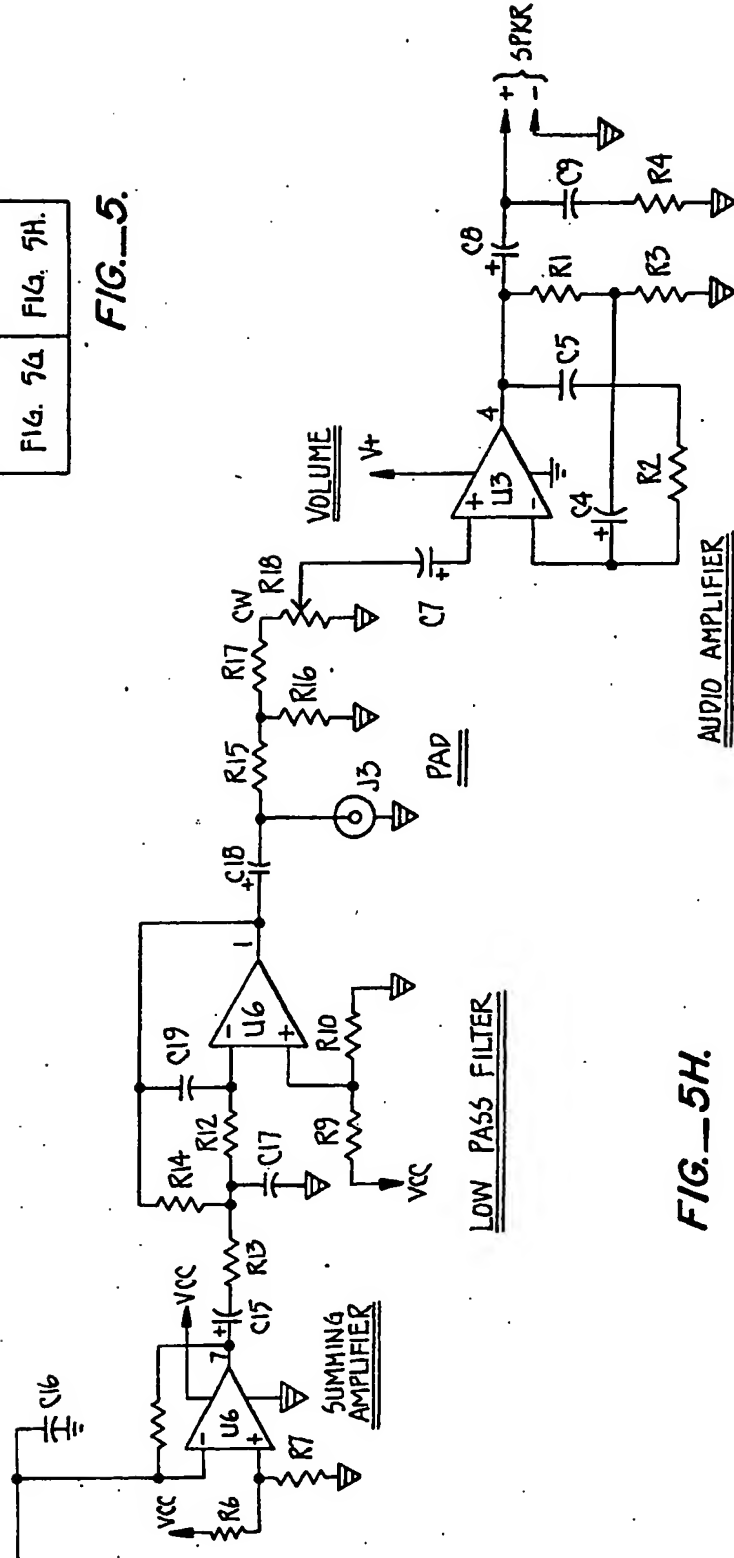 FIG. 5G
FIG. 5H.
FIG._5.
C16
VCC
R6
R7
U6
-
+
7
VCC
SUMMING
AMPLIFIER
+
C15
R13
R14
R12
C17
C19
U6
-
+
1
R9
R10
VCC
LOW PASS FILTER
+
C18
J3
PAD
R15
R16
R17
CW
R18
VOLUME
C7
+
V+
U3
+
-
4
C4
+
R2
C5
R1
R3
C8
+
C9
R4
+
-
SPKR
AUDIO AMPLIFIER
FIG._5H.